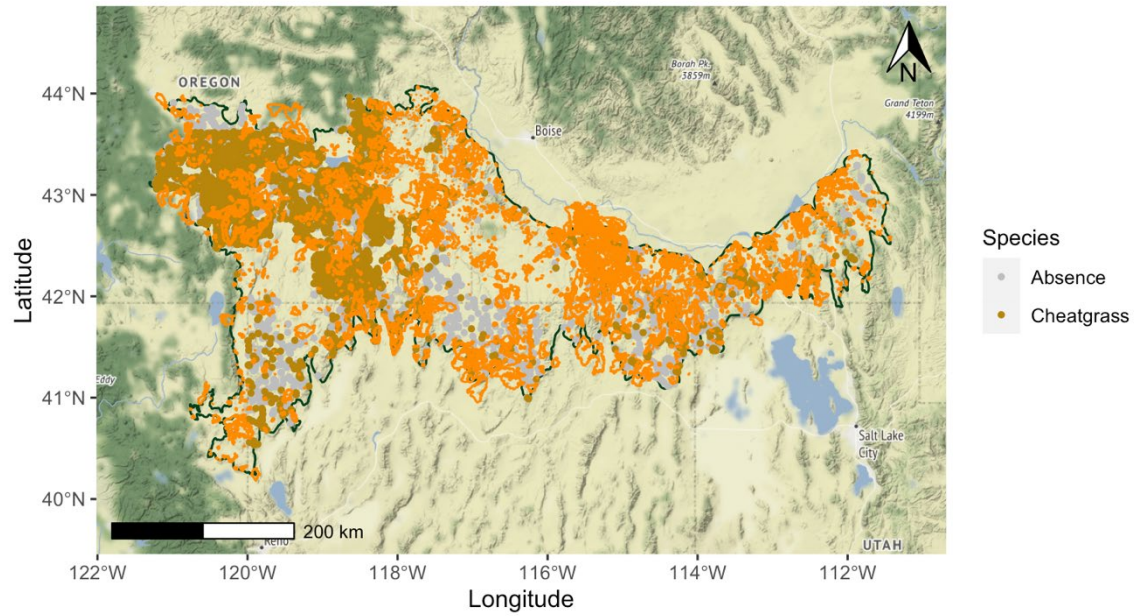 OREGON
Borah Pk.
3859m
N
Grand Teton
4199m
Boise
44°N
43°N
42°N
41°N
40°N
Latitude
Eddy
Salt Lake
City
200 km
Reno
UTAH
122°W
120°W
118°W
116°W
114°W
112°W
Longitude
Species
Absence
Cheatgrass